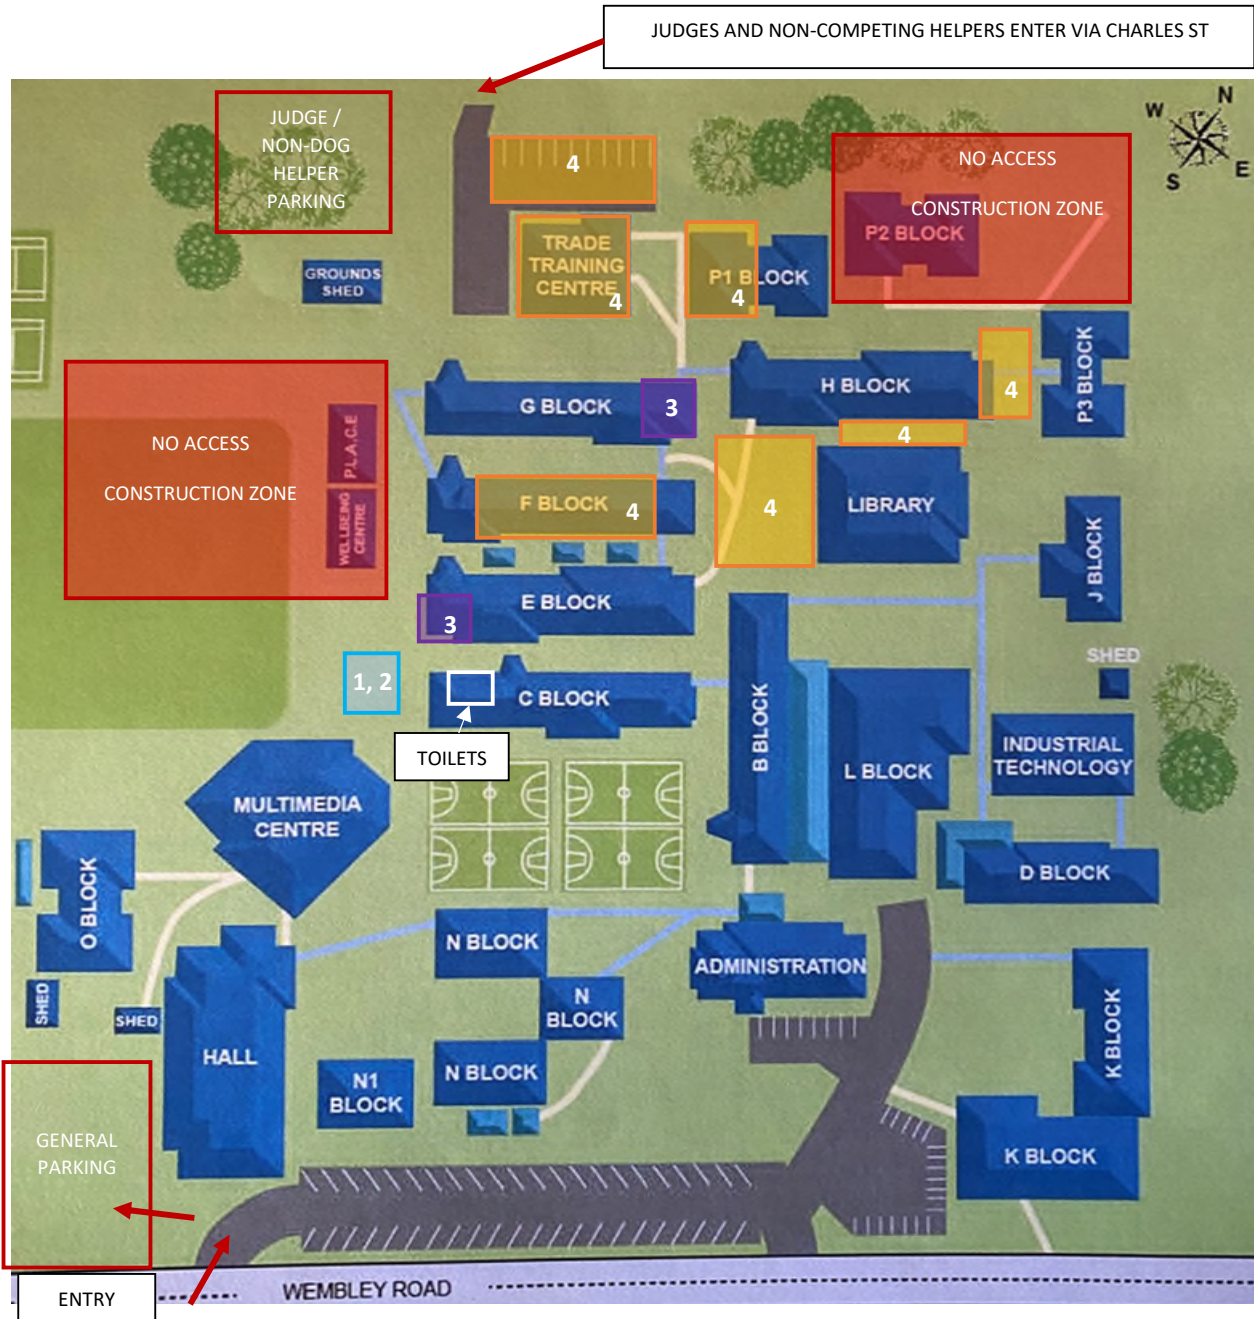 JUDGES AND NON-COMPETING HELPERS ENTER VIA CHARLES ST
JUDGE /
NON-DOG
HELPER
PARKING
4
NO ACCESS
CONSTRUCTION ZONE
N
W
E
S
P2 BLOCK
TRADE
TRAINING
CENTRE
4
P1 BLOCK
4
GROUNDS
SHED
H BLOCK
4
P3 BLOCK
G BLOCK
3
4
NO ACCESS
CONSTRUCTION ZONE
P.L.A.C.E
WELLBEING
CENTRE
F BLOCK
4
4
LIBRARY
J BLOCK
E BLOCK
3
SHED
1, 2
C BLOCK
TOILETS
B BLOCK
L BLOCK
INDUSTRIAL
TECHNOLOGY
MULTIMEDIA
CENTRE
O BLOCK
D BLOCK
N BLOCK
ADMINISTRATION
SHED
SHED
N
BLOCK
HALL
N1
BLOCK
N BLOCK
K BLOCK
GENERAL
PARKING
K BLOCK
WEMBLEY ROAD
ENTRY